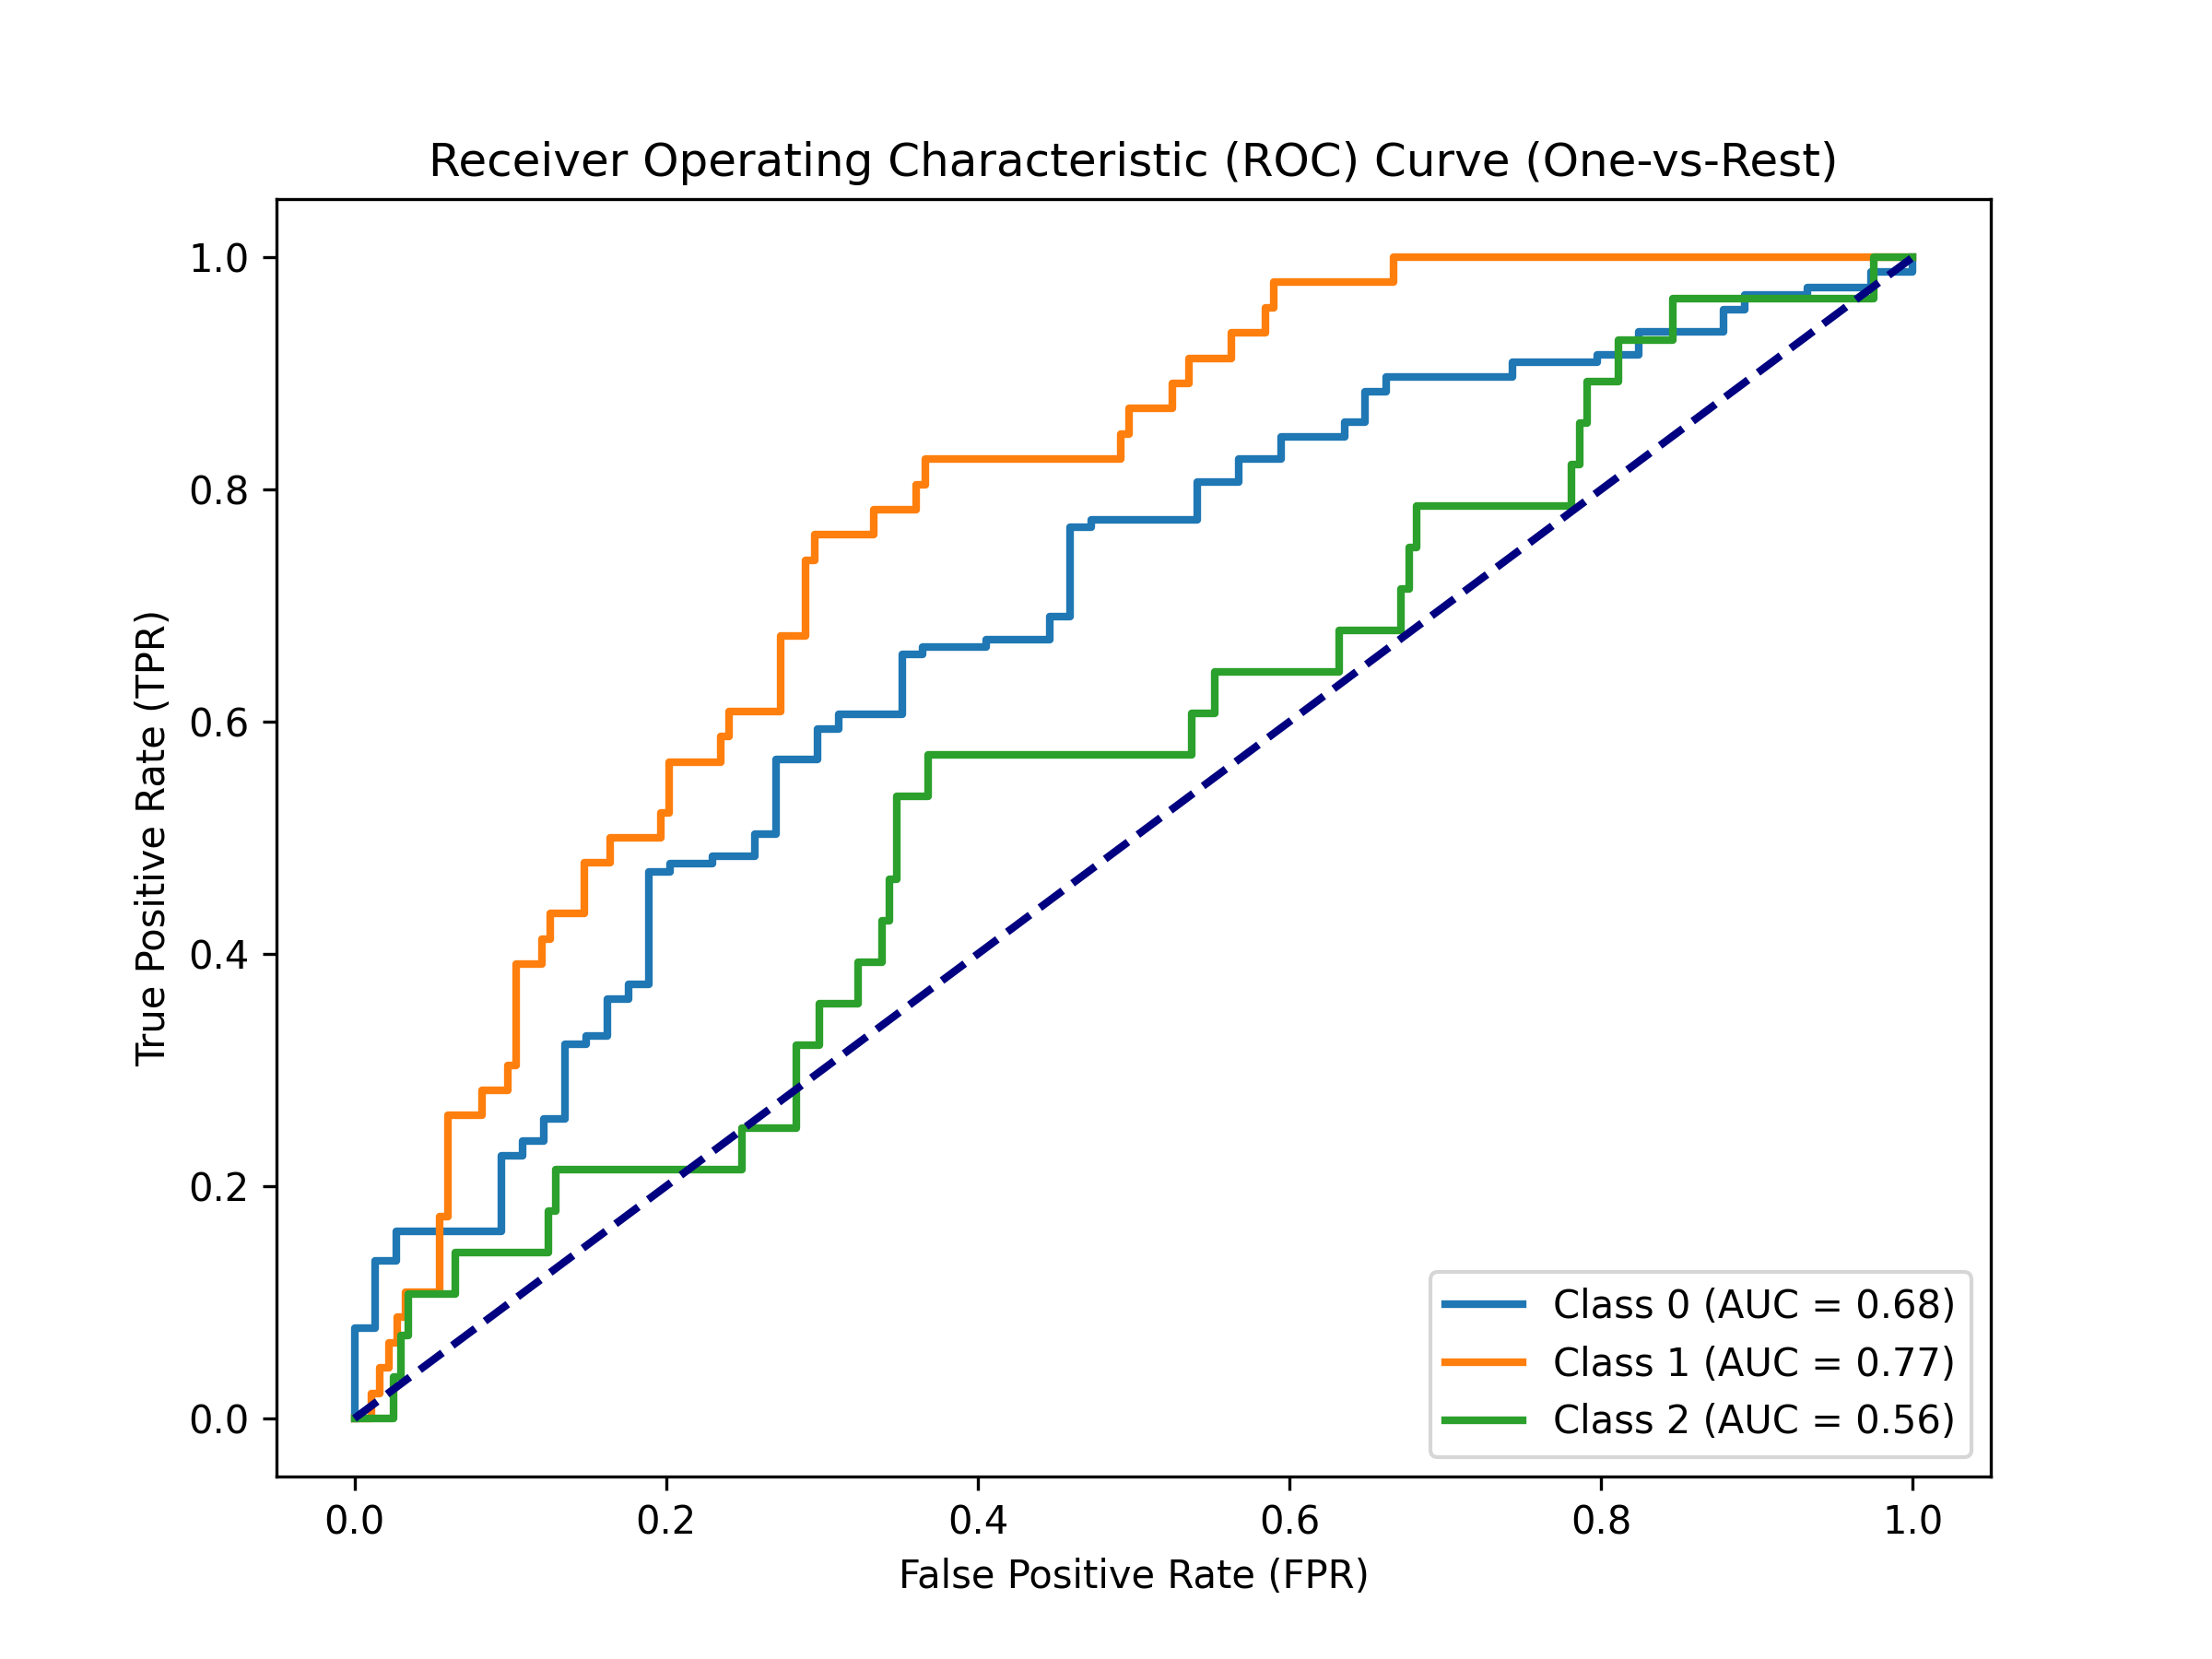 Receiver Operating Characteristic (ROC) Curve (One-vs-Rest)
1.0
0.8
0.6
0.4
0.2
0.0
True Positive Rate (TPR)
Class 0 (AUC = 0.68)
Class 1 (AUC = 0.77)
Class 2 (AUC = 0.56)
0.0 0.2 0.4 0.6 0.8 1.0
False Positive Rate (FPR)